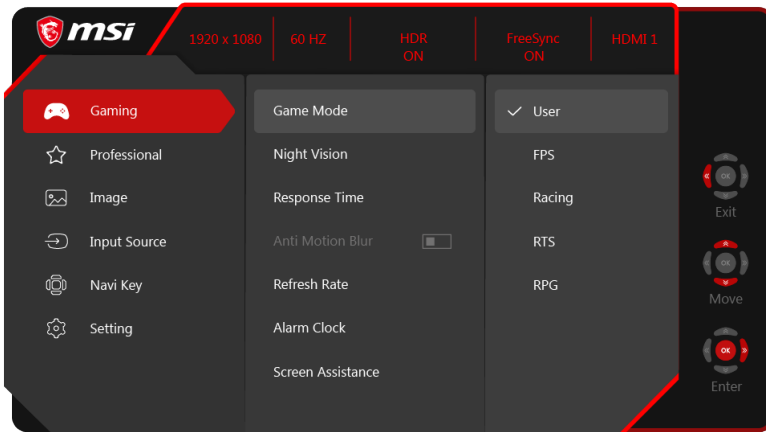 msi
1920 x 1080
60 HZ
HDR
ON
FreeSync
ON
HDMI 1
Gaming
Professional
Image
Input Source
Navi Key
Setting
Game Mode
Night Vision
Response Time
Anti Motion Blur
Refresh Rate
Alarm Clock
Screen Assistance
User
FPS
Racing
RTS
RPG
OK
Exit
OK
Move
OK
Enter